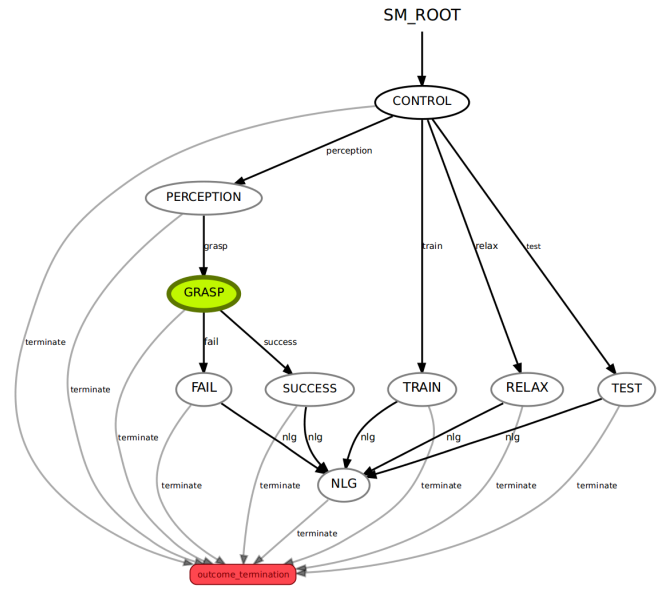 SM_ROOT
CONTROL
perception
PERCEPTION
grasp
train
relax
test
GRASP
fail
success
terminate
FAIL
SUCCESS
TRAIN
RELAX
TEST
terminate
terminate
nlg
nlg
nlg
nlg
nlg
NLG
terminate
terminate
terminate
terminate
terminate
terminate
outcome_termination